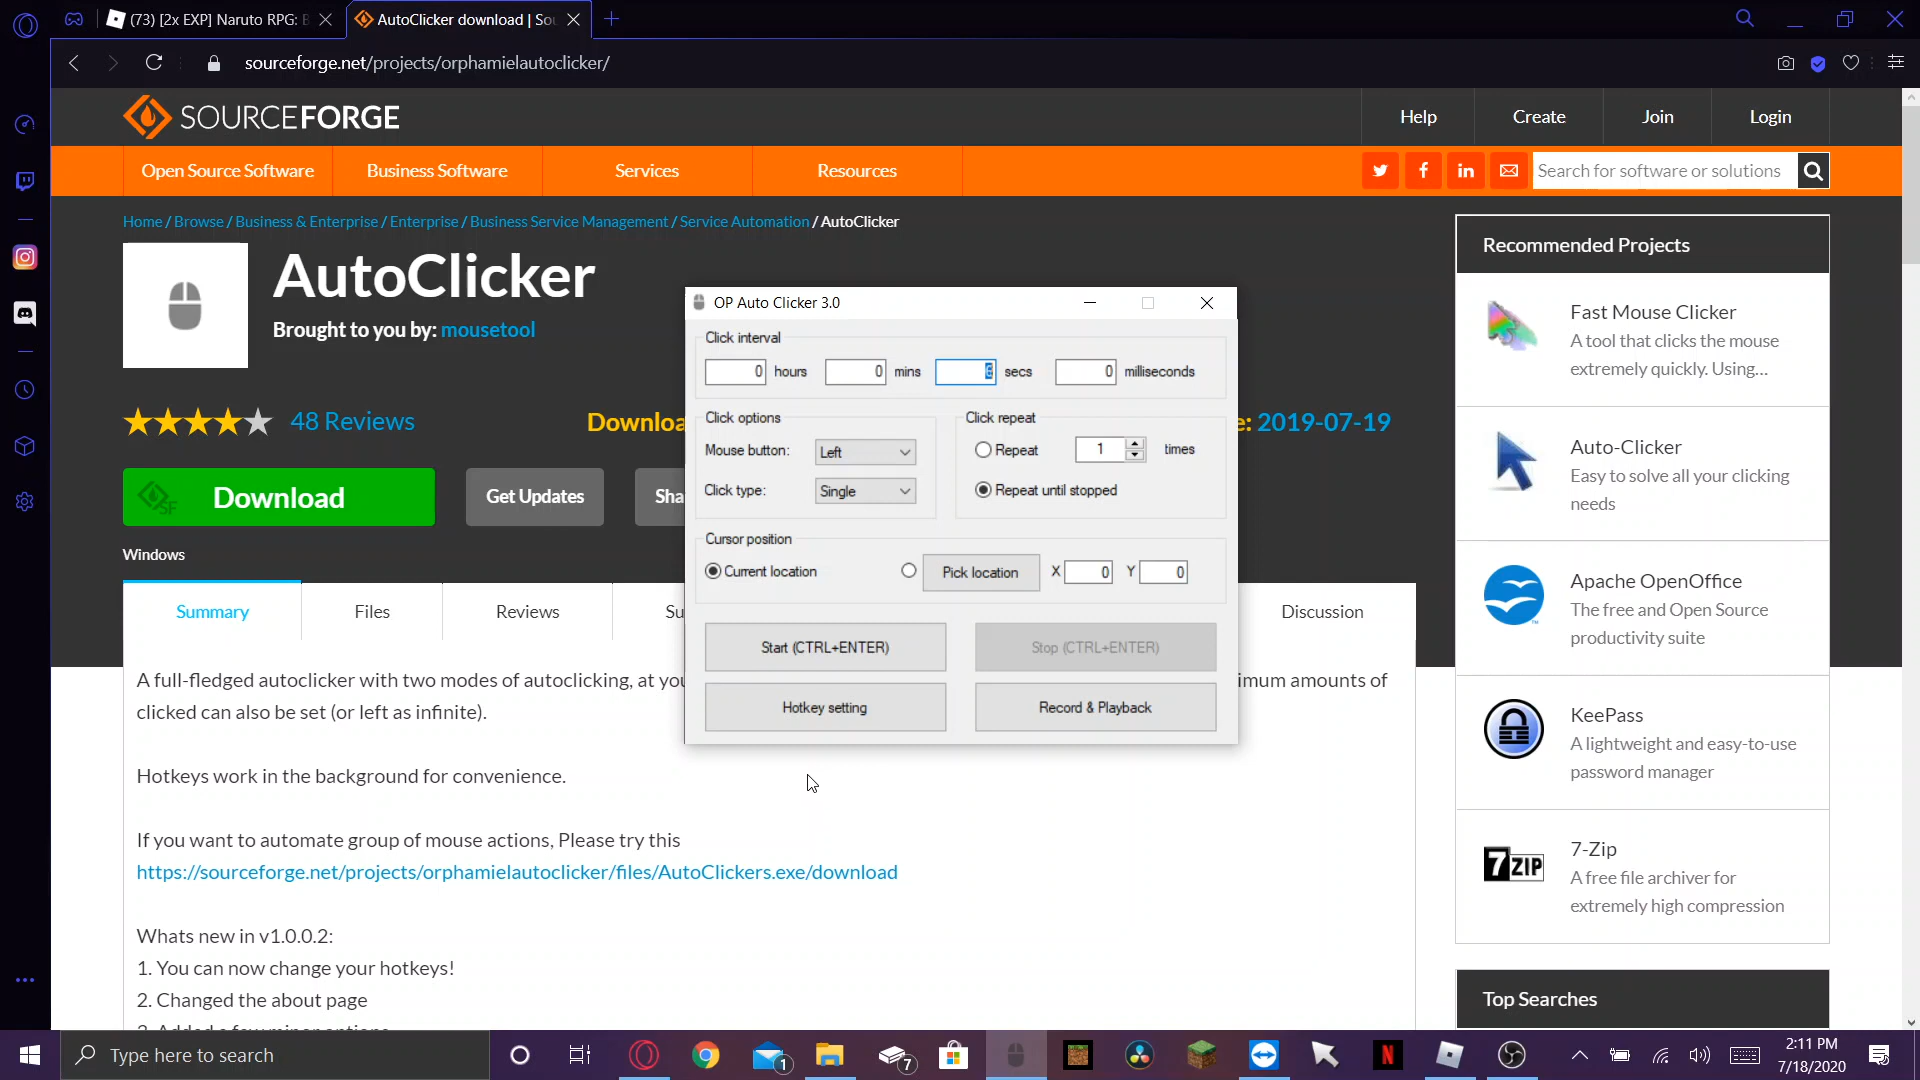 (73) [2x EXP] Naruto RPG: B
AutoClicker download | Sou
sourceforge.net/projects/orphamielautoclicker/
SOURCEFORGE
Help
Create
Join
Login
Open Source Software
Business Software
Services
Resources
Search for software or solutions
Home / Browse / Business & Enterprise / Enterprise / Business Service Management / Service Automation / AutoClicker
AutoClicker
Brought to you by: mousetool
48 Reviews
Downloa
e: 2019-07-19
Download
Get Updates
Sha
Windows
Summary
Files
Reviews
Su
Discussion
A full-fledged autoclicker with two modes of autoclicking, at you
imum amounts of
clicked can also be set (or left as infinite).
Hotkeys work in the background for convenience.
If you want to automate group of mouse actions, Please try this
https://sourceforge.net/projects/orphamielautoclicker/files/AutoClickers.exe/download
Whats new in v1.0.0.2:
1. You can now change your hotkeys!
2. Changed the about page
3. Added a few minor options
OP Auto Clicker 3.0
Click interval
0 hours 0 mins secs 0 milliseconds
Click options
Mouse button: Left
Click type: Single
Click repeat
Repeat 1 times
Repeat until stopped
Cursor position
Current location
Pick location X 0 Y 0
Start (CTRL+ENTER)
Stop (CTRL+ENTER)
Hotkey setting
Record & Playback
Recommended Projects
Fast Mouse Clicker
A tool that clicks the mouse
extremely quickly. Using...
Auto-Clicker
Easy to solve all your clicking
needs
Apache OpenOffice
The free and Open Source
productivity suite
KeePass
A lightweight and easy-to-use
password manager
7ZIP
7-Zip
A free file archiver for
extremely high compression
Top Searches
Type here to search
1
7
N
2:11 PM
7/18/2020